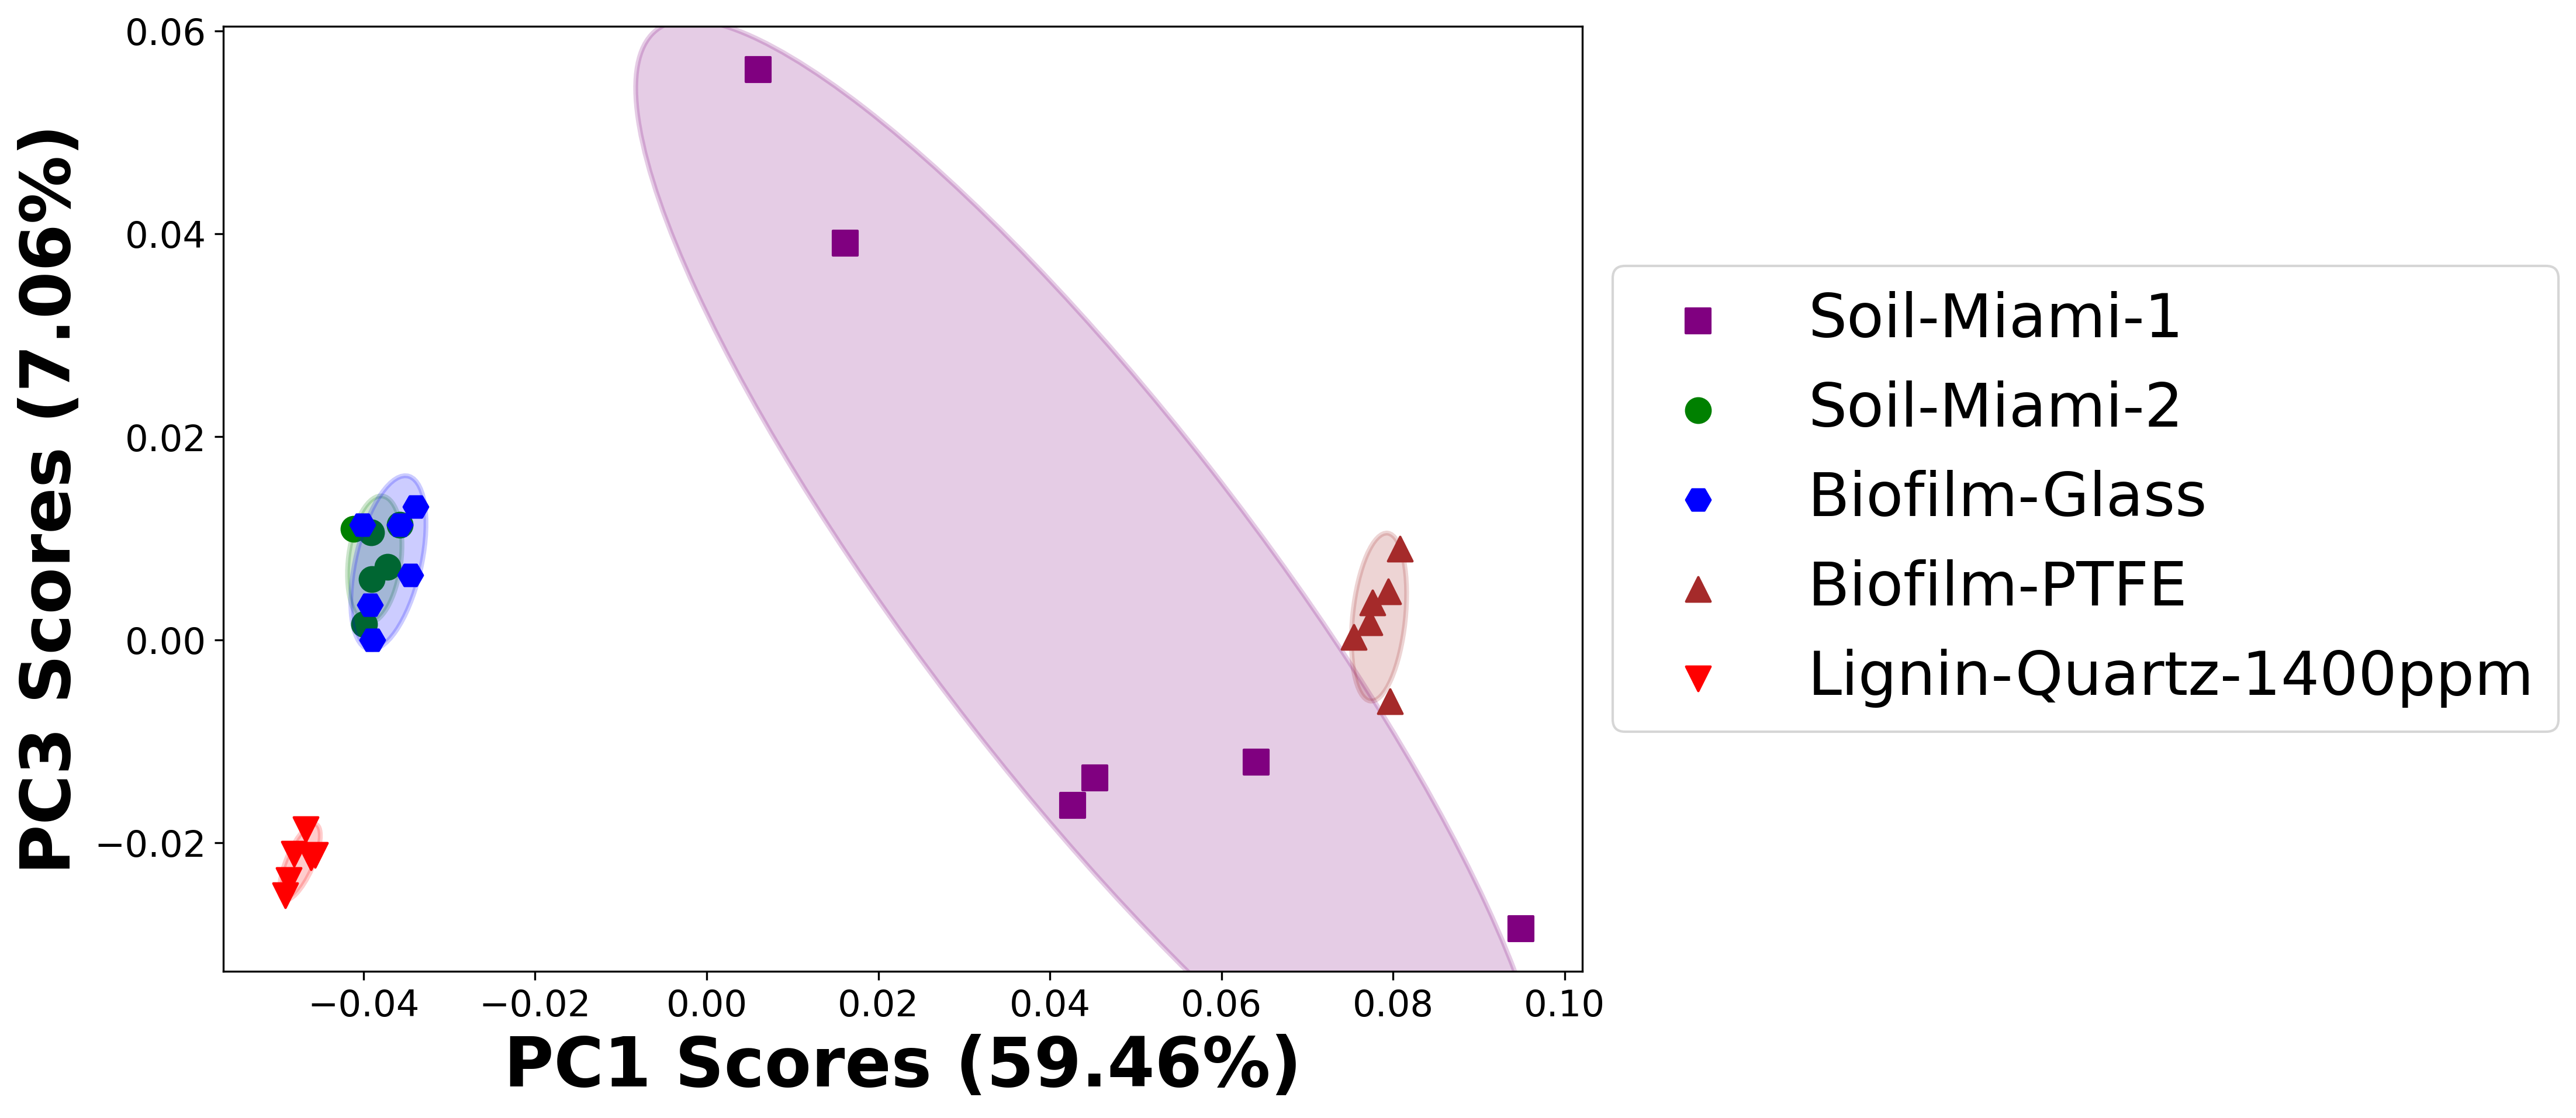 PC3 Scores (7.06%)
0.06
0.04
0.02
0.00
−0.02
−0.04
−0.02
0.00
0.02
0.04
0.06
0.08
0.10
PC1 Scores (59.46%)
Soil-Miami-1
Soil-Miami-2
Biofilm-Glass
Biofilm-PTFE
Lignin-Quartz-1400ppm